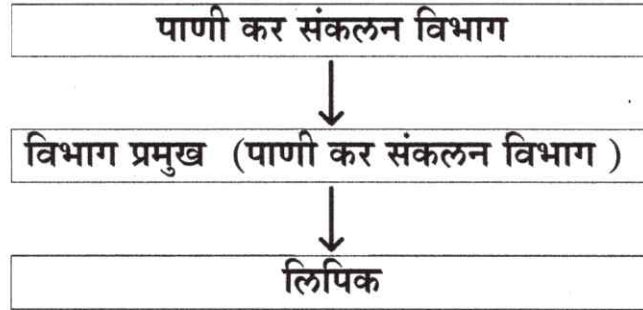 पाणी कर संकलन विभाग
विभाग प्रमुख (पाणी कर संकलन विभाग )
लिपिक